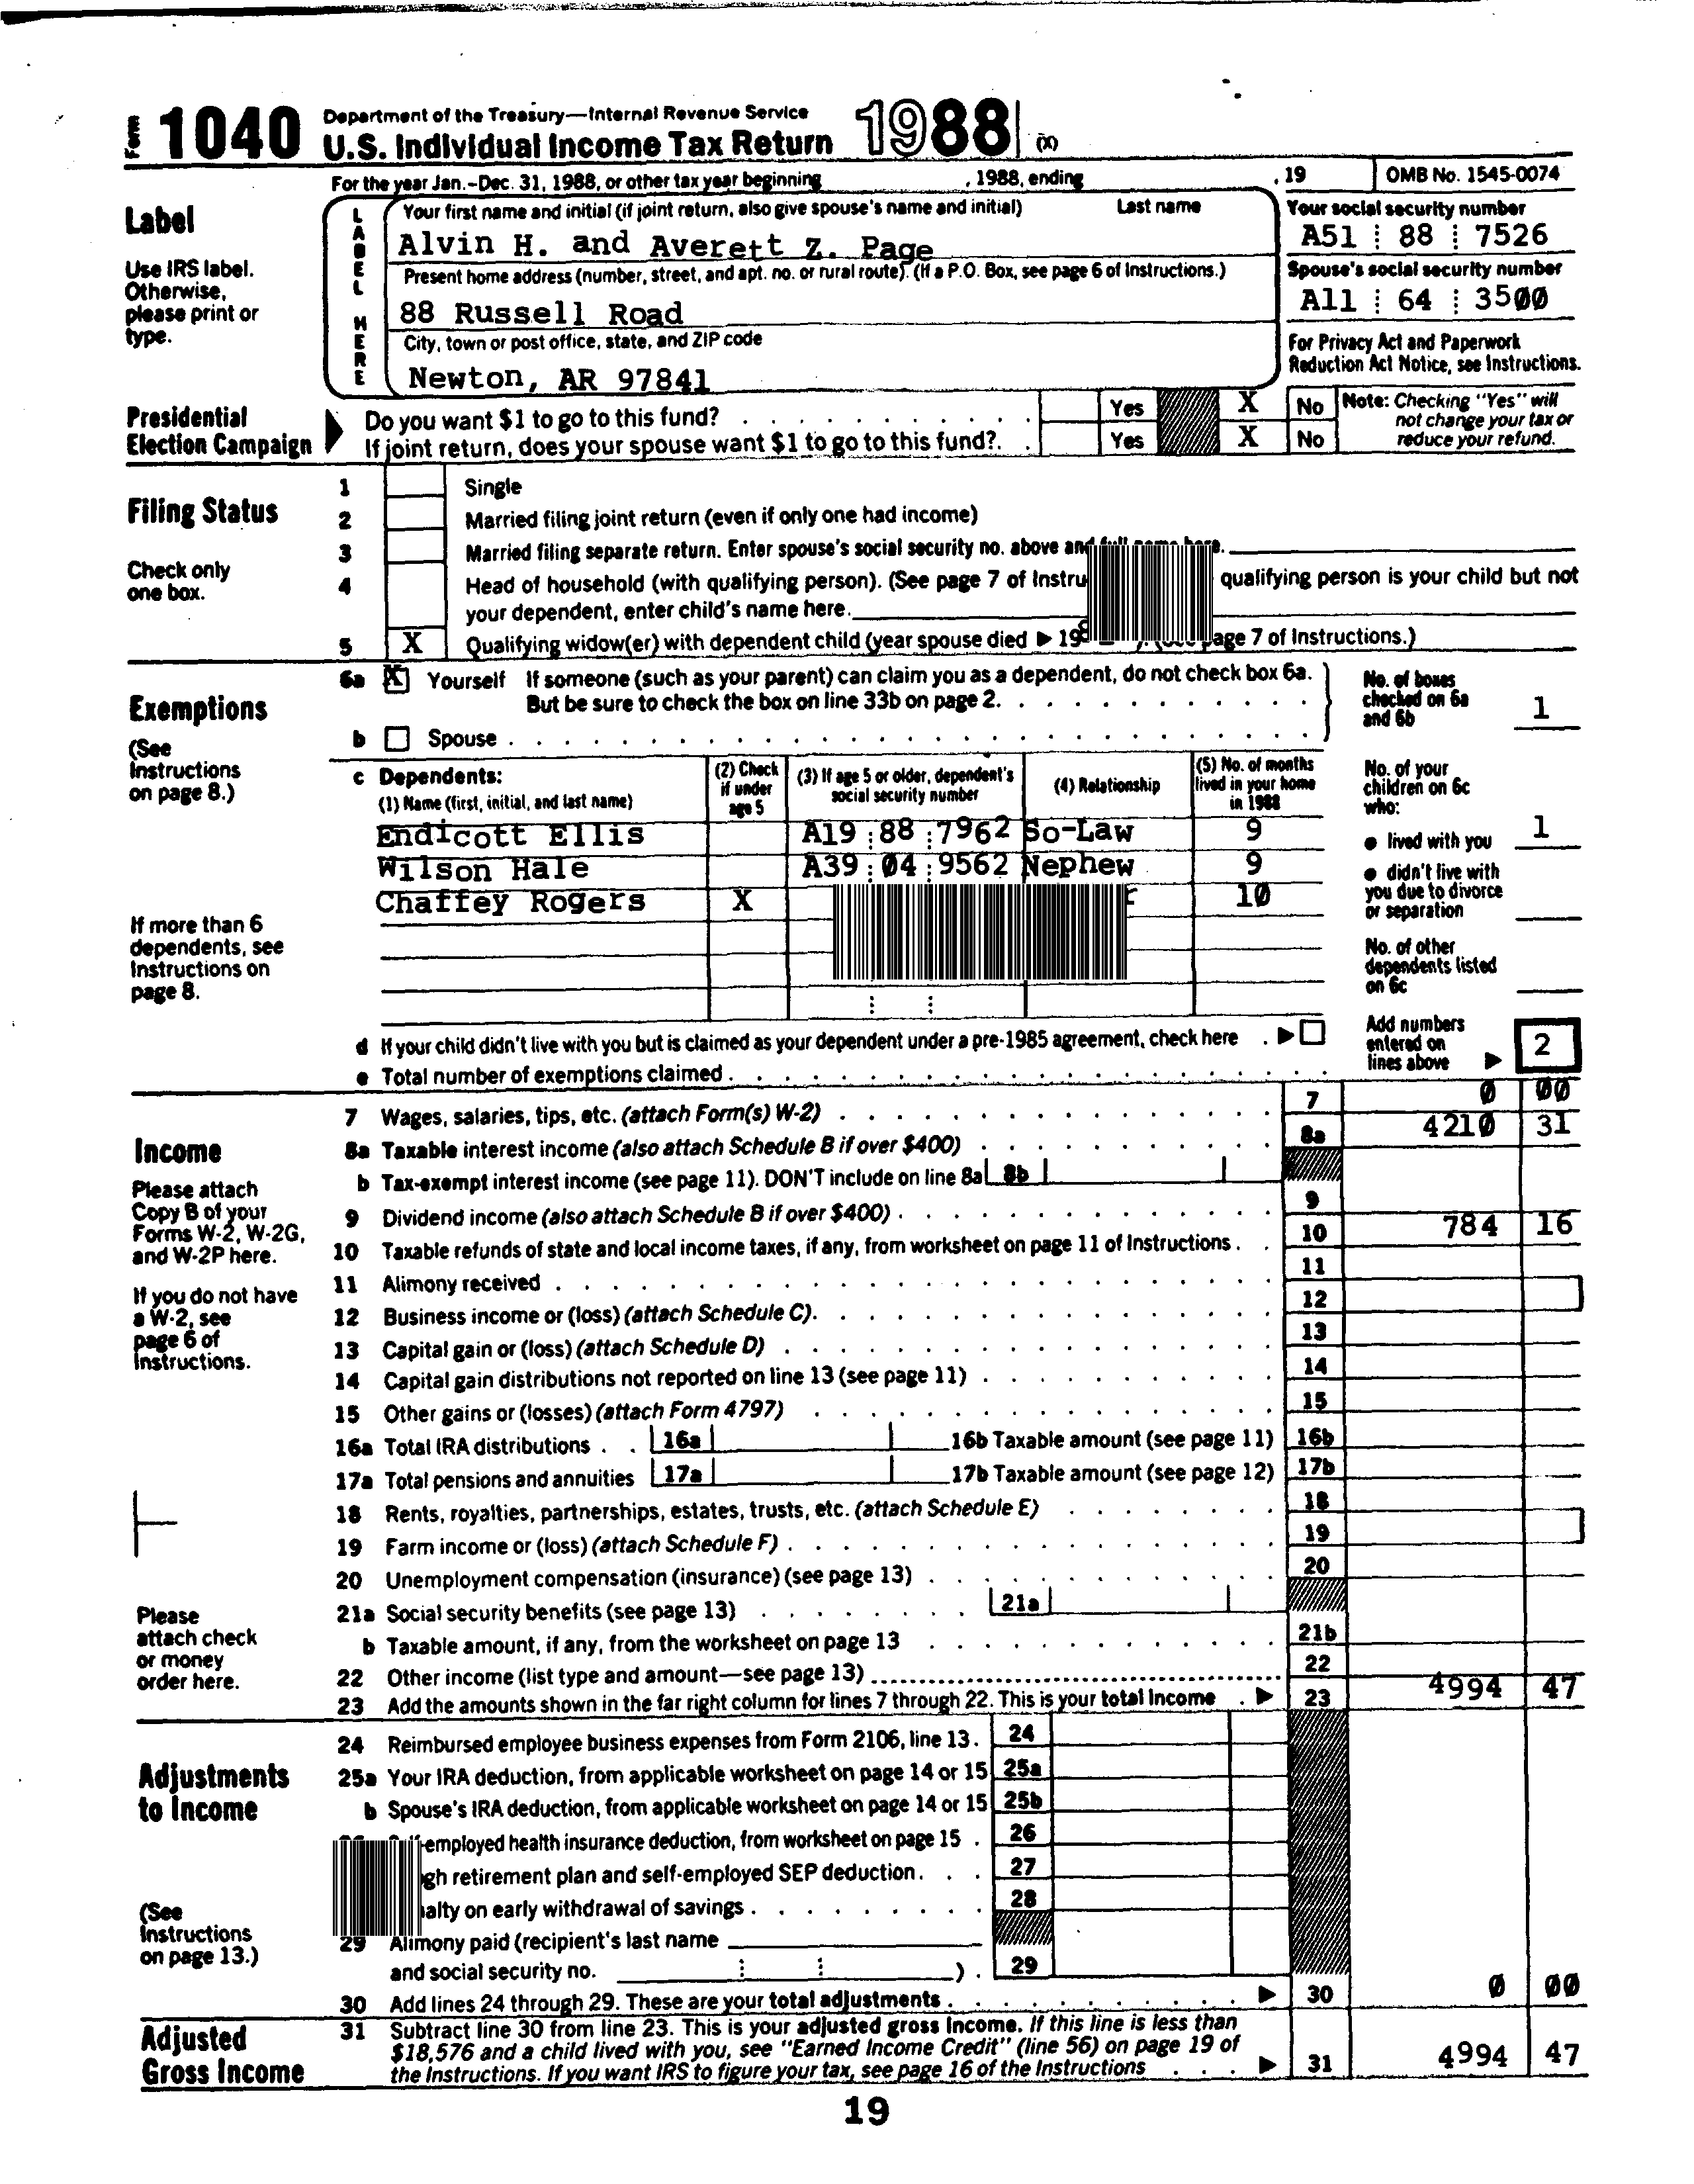 Form 1040 Department of the Treasury—Internal Revenue Service
U.S. Individual Income Tax Return 1988 (X)
For the year Jan.–Dec. 31, 1988, or other tax year beginning , 1988, ending , 19 OMB No. 1545-0074
Label
Use IRS label.
Otherwise,
please print or
type.
LABEL HERE
Your first name and initial (if joint return, also give spouse's name and initial) Last name
Alvin H. and Averett Z. Page
Your social security number
A51 88 7526
Present home address (number, street, and apt. no. or rural route). (If a P.O. Box, see page 6 of Instructions.)
88 Russell Road
Spouse's social security number
A11 64 3500
City, town or post office, state, and ZIP code
Newton, AR 97841
For Privacy Act and Paperwork
Reduction Act Notice, see Instructions.
Presidential
Election Campaign
Do you want $1 to go to this fund? Yes X No
If joint return, does your spouse want $1 to go to this fund? Yes X No
Note: Checking "Yes" will
not change your tax or
reduce your refund.
Filing Status
Check only
one box.
1 Single
2 Married filing joint return (even if only one had income)
3 Married filing separate return. Enter spouse's social security no. above and full name here.
4 Head of household (with qualifying person). (See page 7 of Instru qualifying person is your child but not
your dependent, enter child's name here.
5 X Qualifying widow(er) with dependent child (year spouse died ▶ 19 page 7 of Instructions.)
Exemptions
(See
Instructions
on page 8.)
6a X Yourself If someone (such as your parent) can claim you as a dependent, do not check box 6a.
But be sure to check the box on line 33b on page 2.
b Spouse
No. of boxes
checked on 6a
and 6b 1
c Dependents:
(1) Name (first, initial, and last name)
(2) Check
if under
age 5
(3) If age 5 or older, dependent's
social security number
(4) Relationship
(5) No. of months
lived in your home
in 1988
Endicott Ellis A19 88 7962 So-Law 9
Wilson Hale A39 04 9562 Nephew 9
Chaffey Rogers X 10
No. of your
children on 6c
who:
● lived with you 1
● didn't live with
you due to divorce
or separation
No. of other
dependents listed
on 6c
If more than 6
dependents, see
Instructions on
page 8.
d If your child didn't live with you but is claimed as your dependent under a pre-1985 agreement, check here ▶
e Total number of exemptions claimed
Add numbers
entered on
lines above ▶ 2
Income
Please attach
Copy B of your
Forms W-2, W-2G,
and W-2P here.
If you do not have
a W-2, see
page 6 of
Instructions.
7 Wages, salaries, tips, etc. (attach Form(s) W-2) 7 0 00
8a Taxable interest income (also attach Schedule B if over $400) 8a 4210 31
b Tax-exempt interest income (see page 11). DON'T include on line 8a 8b
9 Dividend income (also attach Schedule B if over $400) 9
10 Taxable refunds of state and local income taxes, if any, from worksheet on page 11 of Instructions 10 784 16
11 Alimony received 11
12 Business income or (loss) (attach Schedule C) 12
13 Capital gain or (loss) (attach Schedule D) 13
14 Capital gain distributions not reported on line 13 (see page 11) 14
15 Other gains or (losses) (attach Form 4797) 15
16a Total IRA distributions 16a 16b Taxable amount (see page 11) 16b
17a Total pensions and annuities 17a 17b Taxable amount (see page 12) 17b
18 Rents, royalties, partnerships, estates, trusts, etc. (attach Schedule E) 18
19 Farm income or (loss) (attach Schedule F) 19
20 Unemployment compensation (insurance) (see page 13) 20
21a Social security benefits (see page 13) 21a
b Taxable amount, if any, from the worksheet on page 13 21b
22 Other income (list type and amount—see page 13) 22
23 Add the amounts shown in the far right column for lines 7 through 22. This is your total income ▶ 23 4994 47
Please
attach check
or money
order here.
Adjustments
to Income
(See
Instructions
on page 13.)
24 Reimbursed employee business expenses from Form 2106, line 13 24
25a Your IRA deduction, from applicable worksheet on page 14 or 15 25a
b Spouse's IRA deduction, from applicable worksheet on page 14 or 15 25b
-employed health insurance deduction, from worksheet on page 15 26
gh retirement plan and self-employed SEP deduction 27
alty on early withdrawal of savings 28
29 Alimony paid (recipient's last name
and social security no. ) 29
30 Add lines 24 through 29. These are your total adjustments ▶ 30 0 00
Adjusted
Gross Income
31 Subtract line 30 from line 23. This is your adjusted gross income. If this line is less than
$18,576 and a child lived with you, see "Earned Income Credit" (line 56) on page 19 of
the Instructions. If you want IRS to figure your tax, see page 16 of the Instructions ▶ 31 4994 47
19